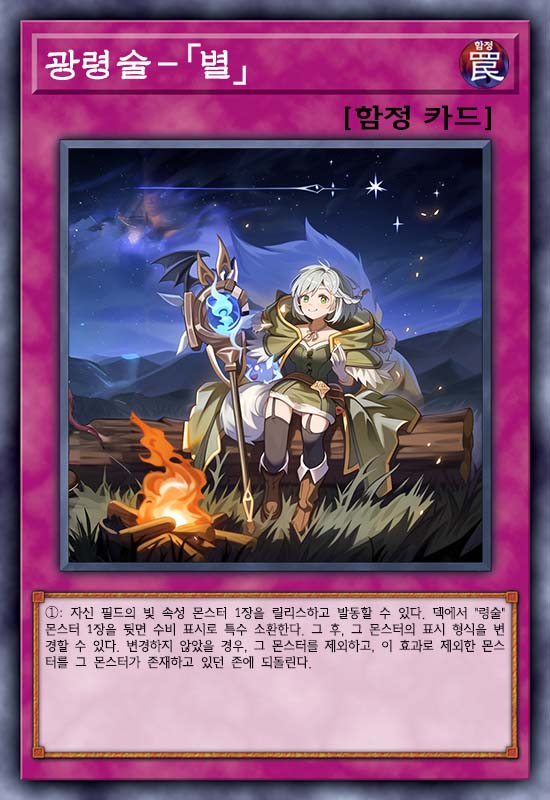 광령술-「별」
함정
罠
[함정 카드]
①: 자신 필드의 빛 속성 몬스터 1장을 릴리스하고 발동할 수 있다. 덱에서 "령술"
몬스터 1장을 뒷면 수비 표시로 특수 소환한다. 그 후, 그 몬스터의 표시 형식을 변
경할 수 있다. 변경하지 않았을 경우, 그 몬스터를 제외하고, 이 효과로 제외한 몬스
터를 그 몬스터가 존재하고 있던 존에 되돌린다.